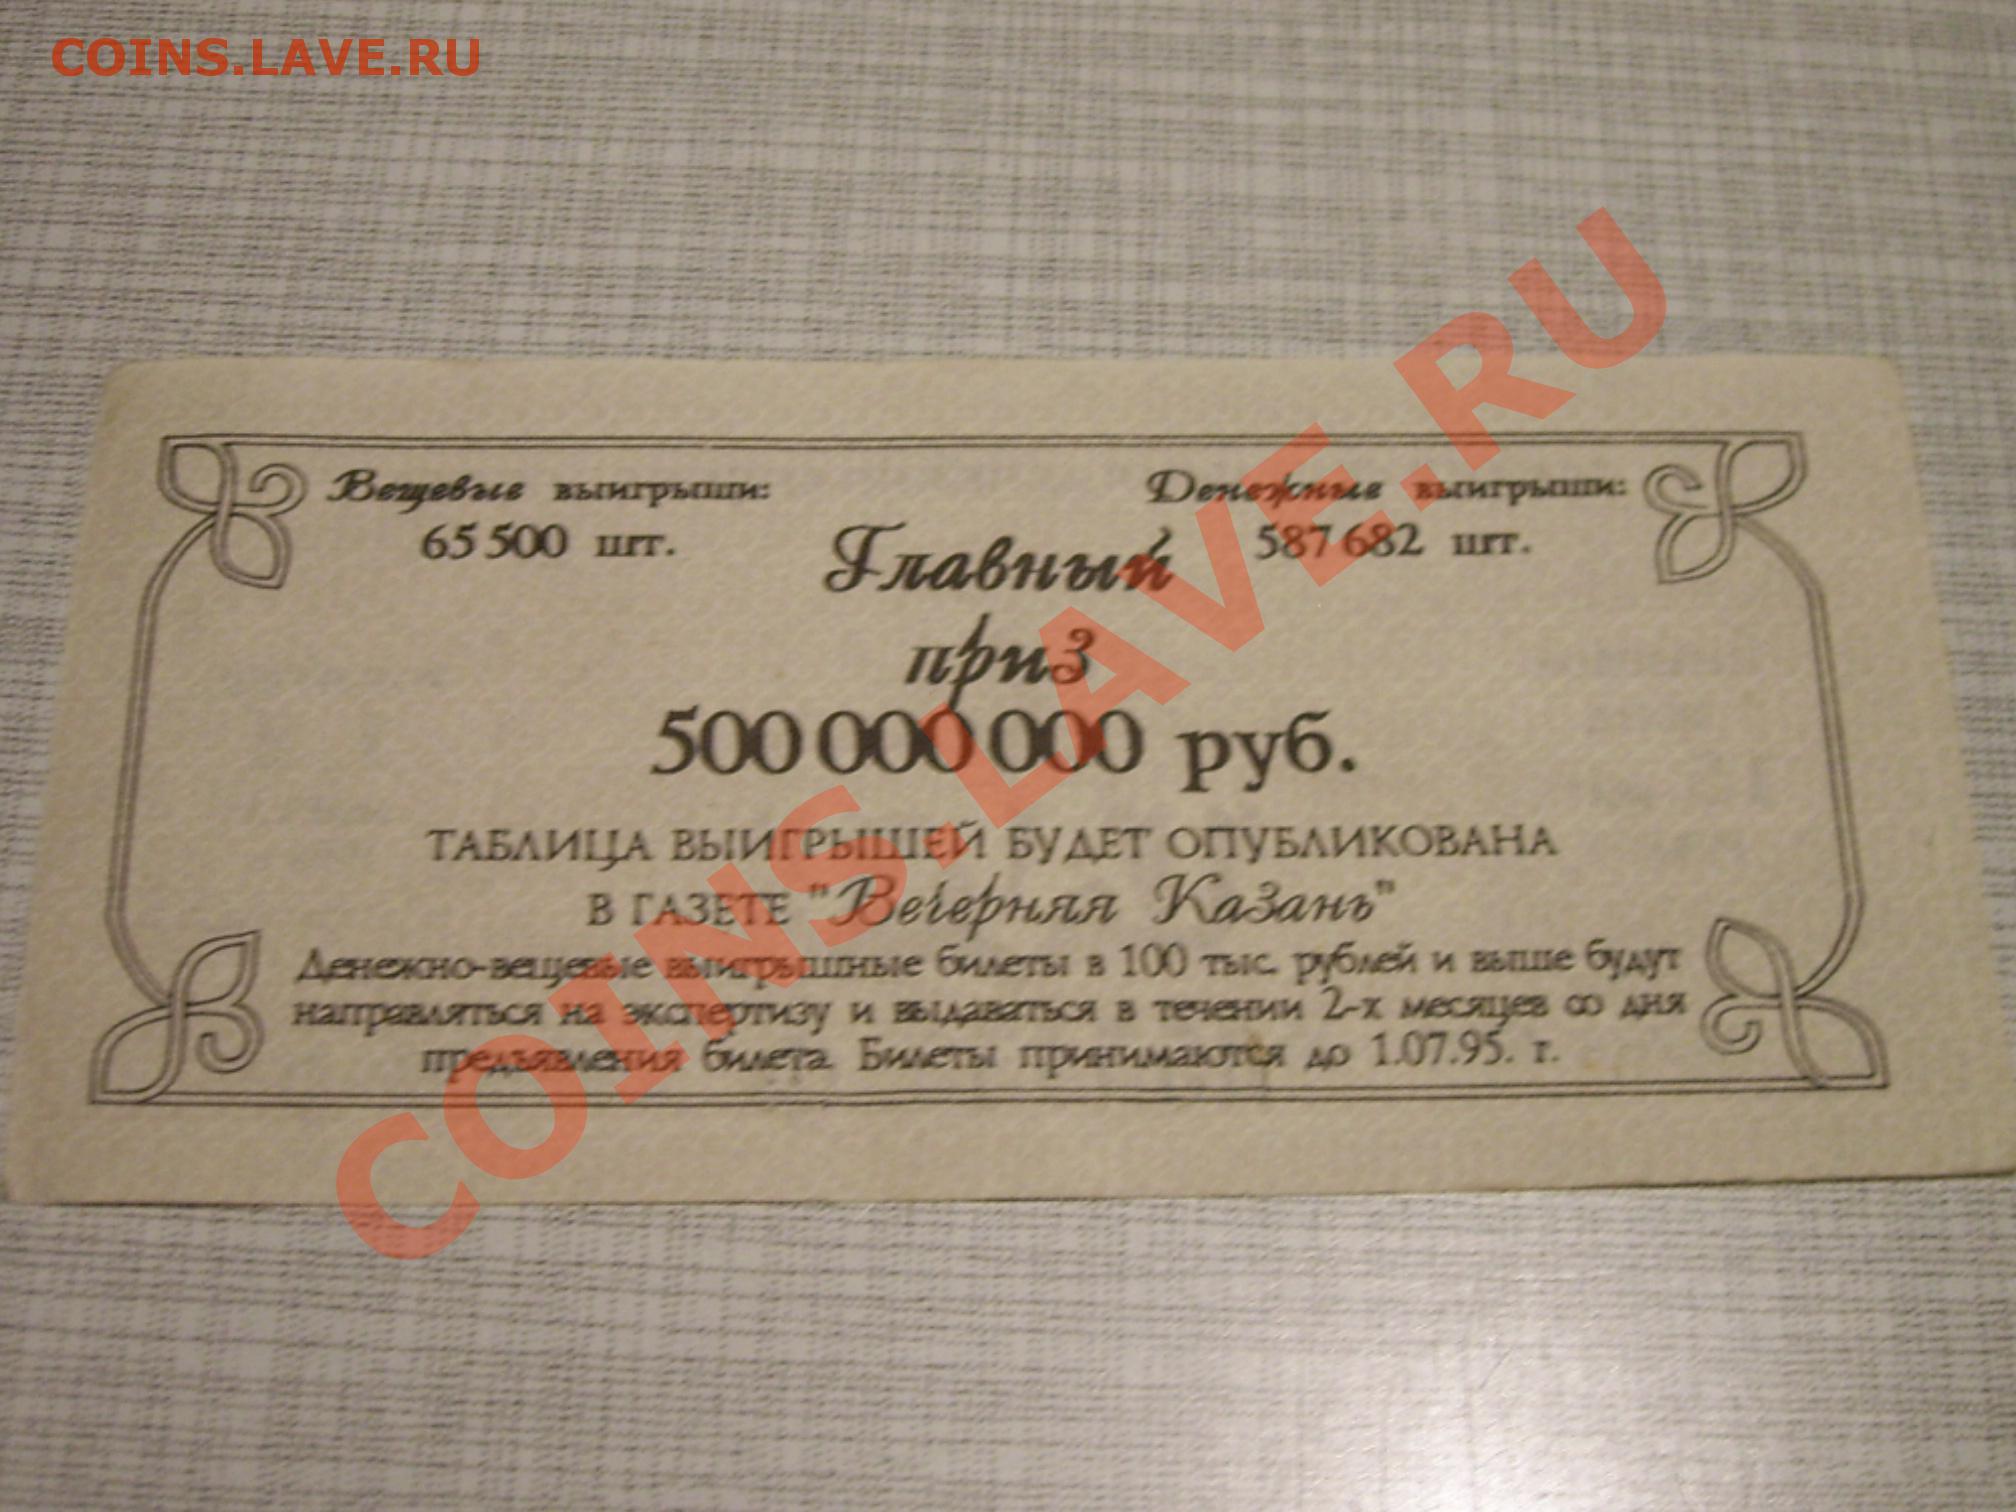 COINS.LAVE.RU
Вещевые выигрыши:
65 500 шт.
Денежные выигрыши:
587 682 шт.
Главный
приз
500 000 000 руб.
ТАБЛИЦА ВЫИГРЫШЕЙ БУДЕТ ОПУБЛИКОВАНА
В ГАЗЕТЕ "Вечерняя Казань"
Денежно-вещевые выигрышные билеты в 100 тыс. рублей и выше будут
направляться на экспертизу и выдаваться в течении 2-х месяцев со дня
предъявления билета. Билеты принимаются до 1.07.95. г.
COINS.LAVE.RU